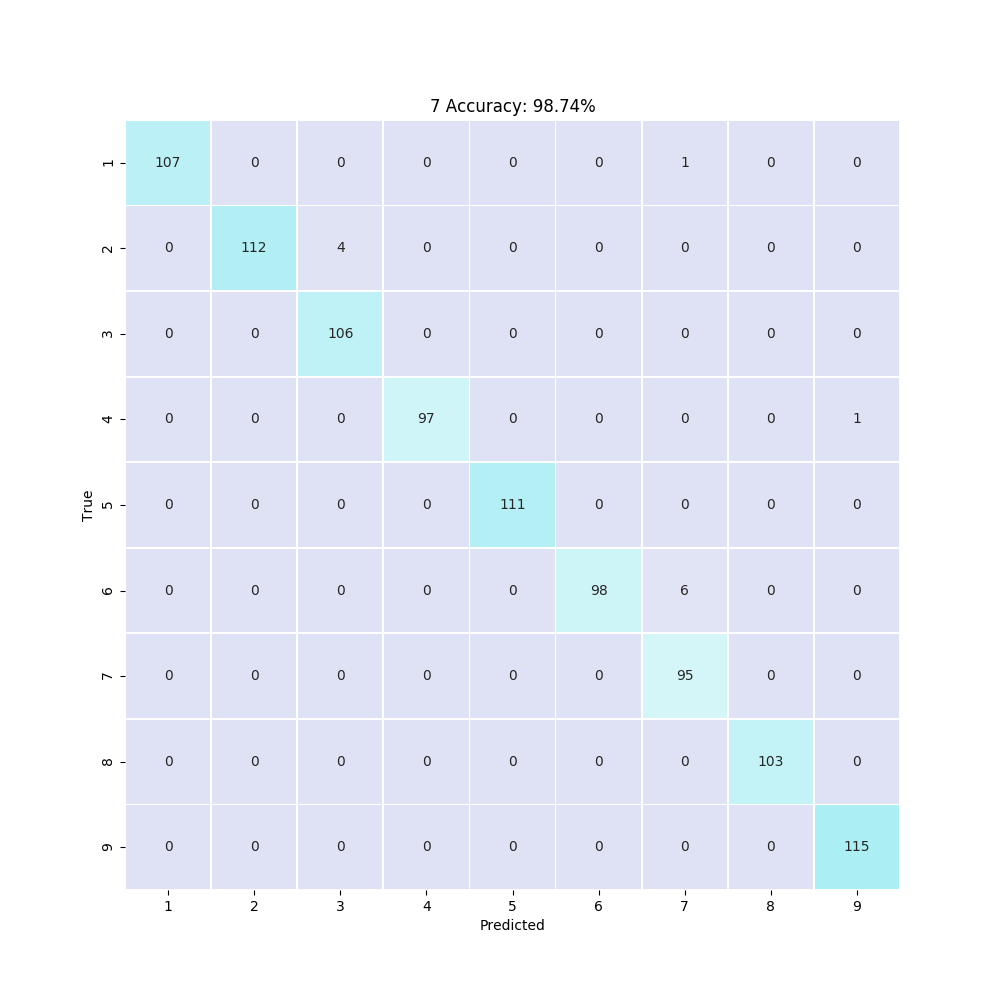 7 Accuracy: 98.74%
1 107 0 0 0 0 0 1 0 0
2 0 112 4 0 0 0 0 0 0
3 0 0 106 0 0 0 0 0 0
4 0 0 0 97 0 0 0 0 1
True
5 0 0 0 0 111 0 0 0 0
6 0 0 0 0 0 98 6 0 0
7 0 0 0 0 0 0 95 0 0
8 0 0 0 0 0 0 0 103 0
9 0 0 0 0 0 0 0 0 115
1 2 3 4 5 6 7 8 9
Predicted